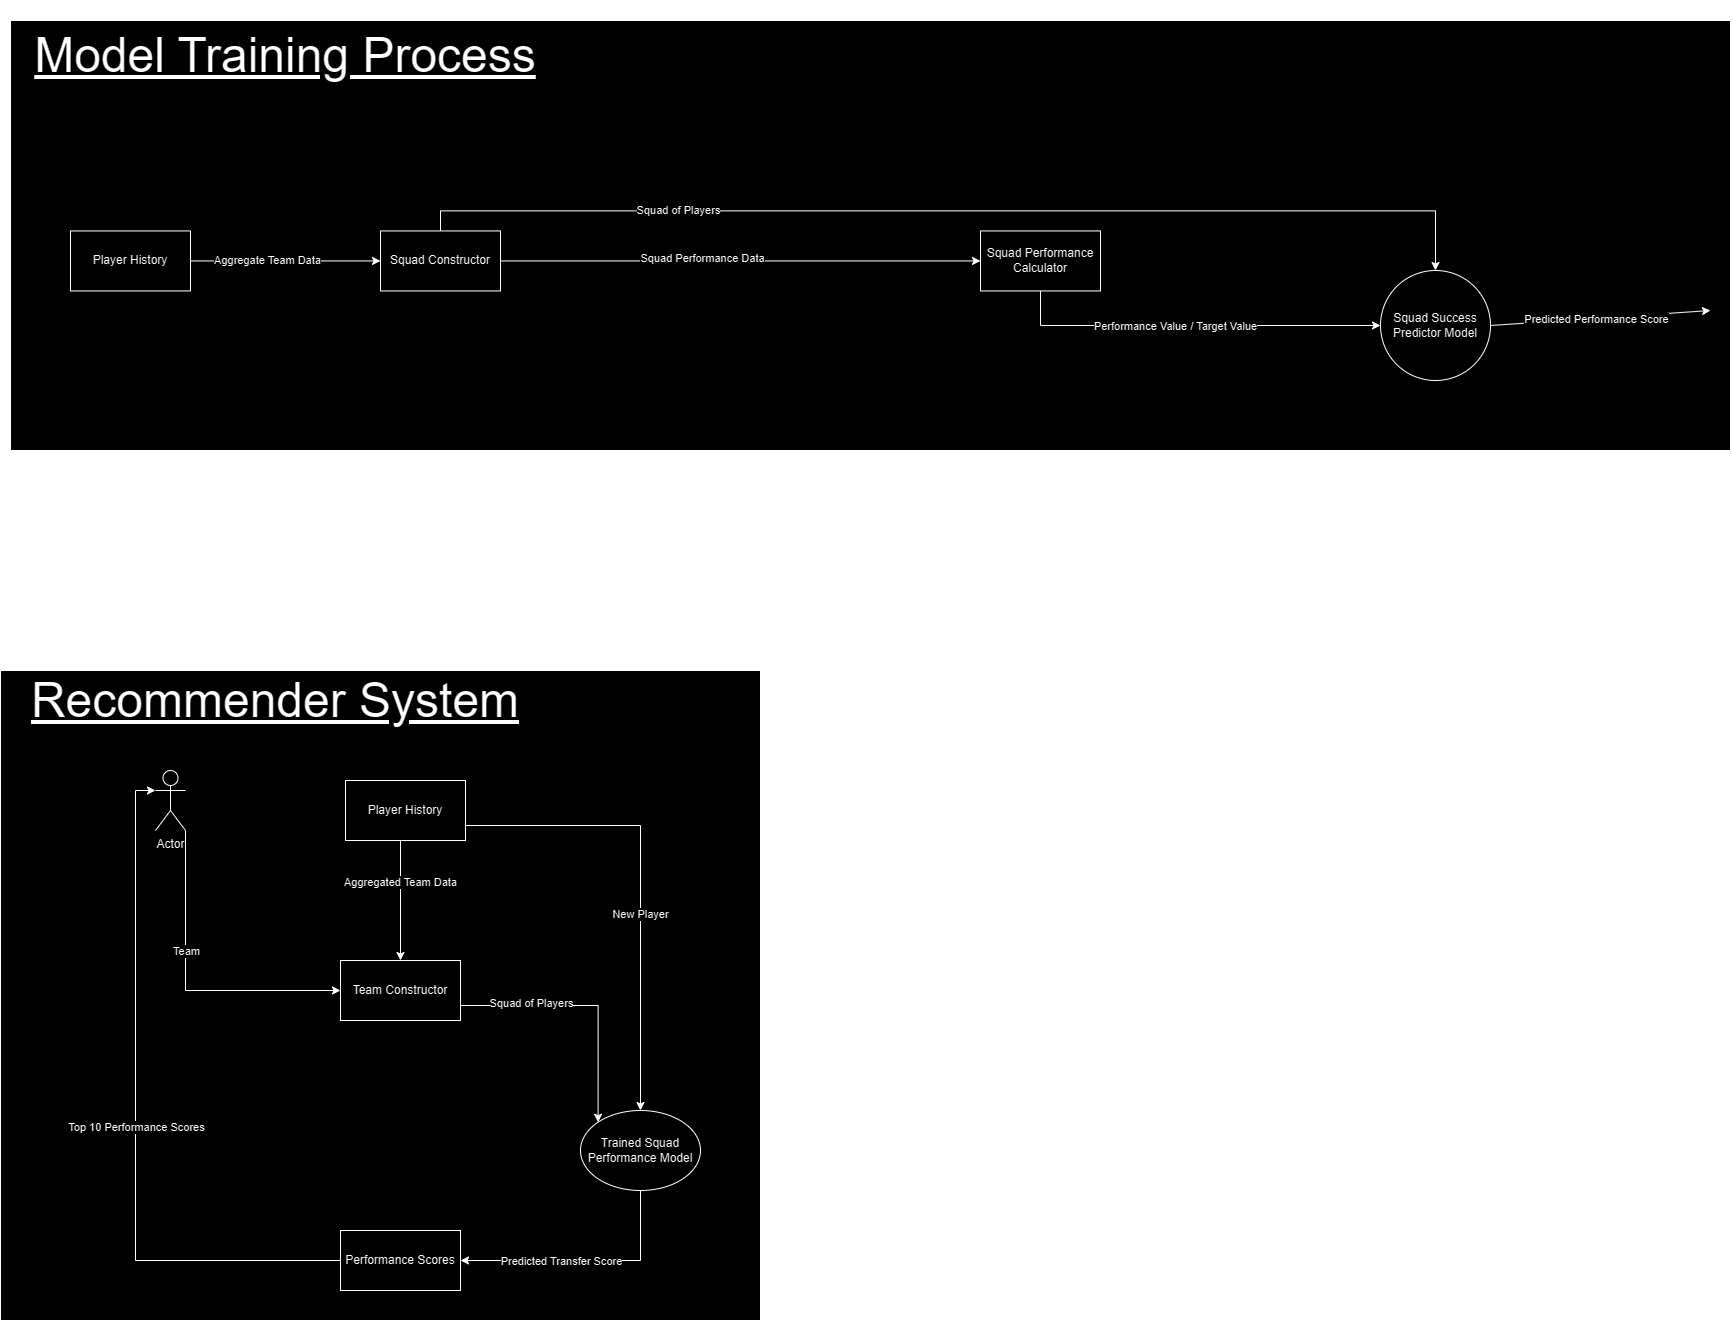 Model Training Process
Squad of Players
Player History
Aggregate Team Data
Squad Constructor
Squad Performance Data
Squad Performance
Calculator
Performance Value / Target Value
Squad Success
Predictor Model
Predicted Performance Score
Recommender System
Actor
Player History
Aggregated Team Data
New Player
Team
Team Constructor
Squad of Players
Top 10 Performance Scores
Trained Squad
Performance Model
Performance Scores
Predicted Transfer Score